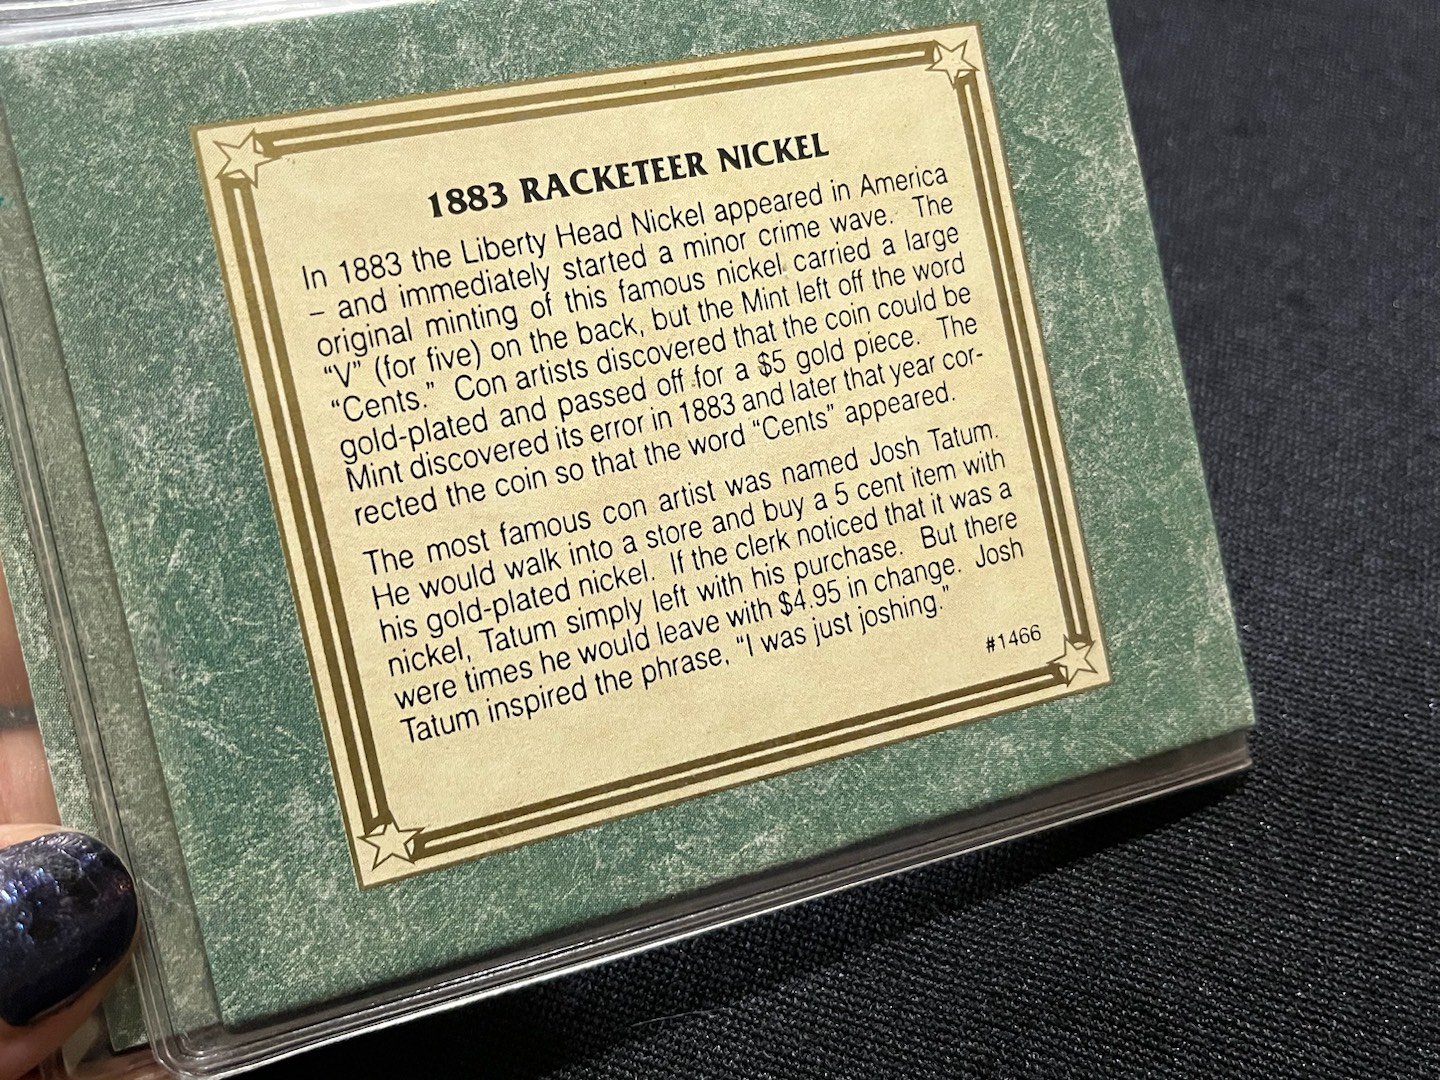 1883 RACKETEER NICKEL
In 1883 the Liberty Head Nickel appeared in America
– and immediately started a minor crime wave. The
original minting of this famous nickel carried a large
“V” (for five) on the back, but the Mint left off the word
“Cents.” Con artists discovered that the coin could be
gold-plated and passed off for a $5 gold piece. The
Mint discovered its error in 1883 and later that year cor-
rected the coin so that the word “Cents” appeared.
The most famous con artist was named Josh Tatum.
He would walk into a store and buy a 5 cent item with
his gold-plated nickel. If the clerk noticed that it was a
nickel, Tatum simply left with his purchase. But there
were times he would leave with $4.95 in change. Josh
Tatum inspired the phrase, “I was just joshing.”
#1466